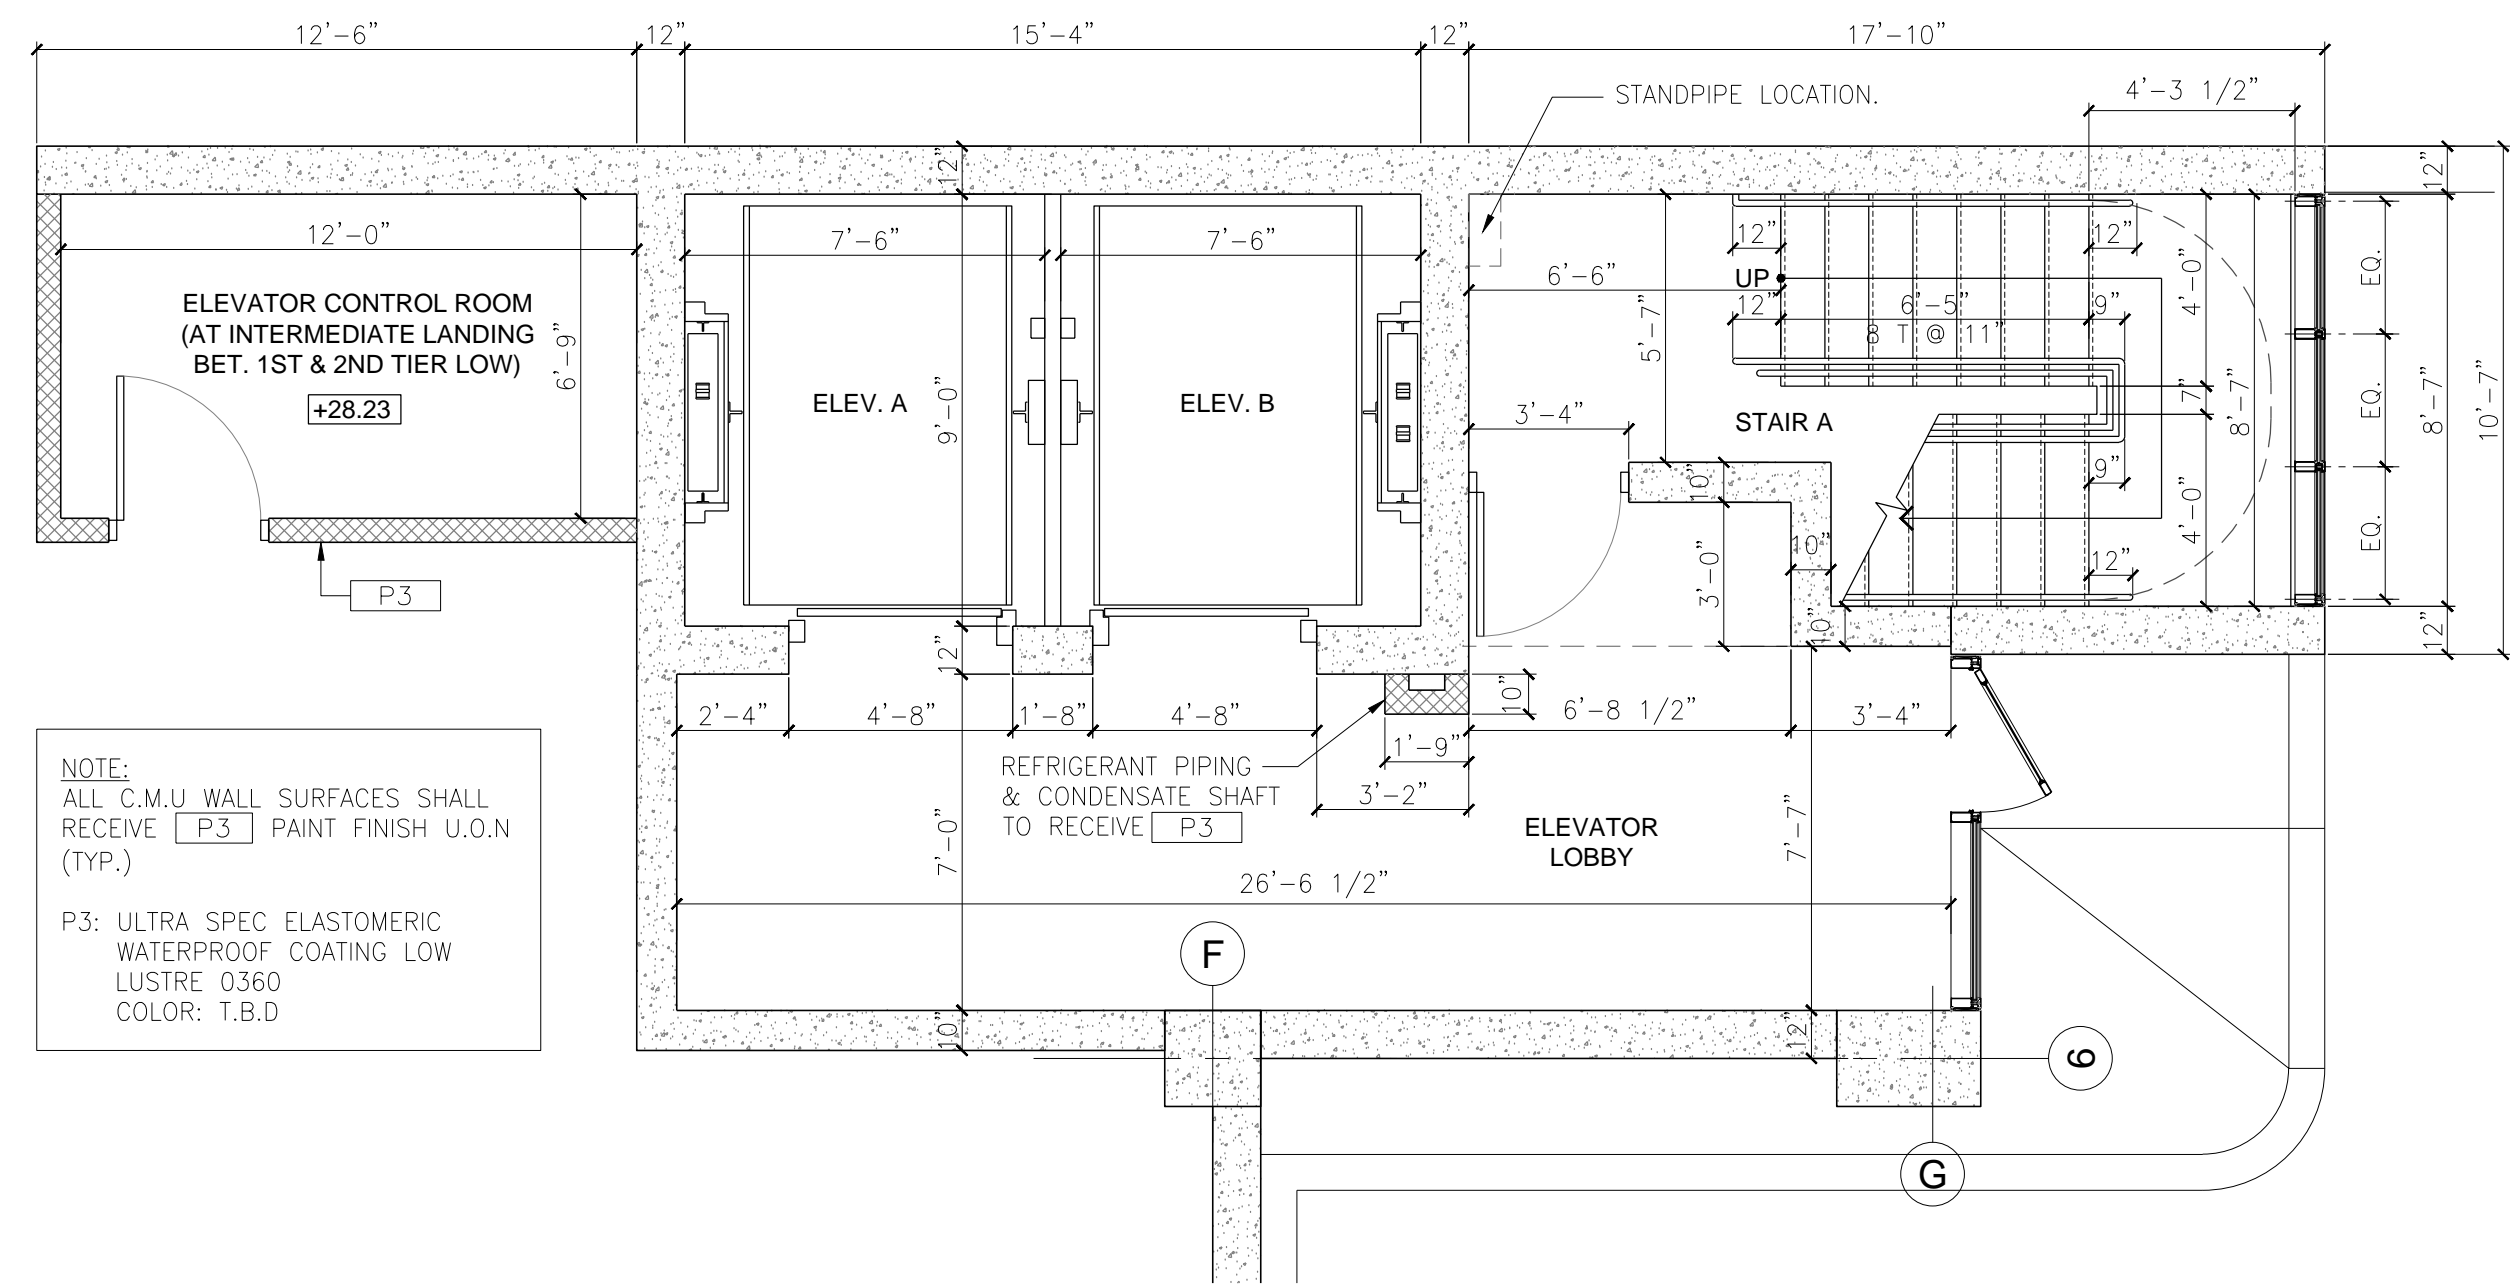 12'-6"
12"
15'-4"
12"
17'-10"
STANDPIPE LOCATION.
4'-3 1/2"
12"
12"
12'-0"
7'-6"
7'-6"
12"
12"
4'-0"
EQ.
6'-6"
UP
12"
6'-5"
8 T @ 11"
9"
ELEVATOR CONTROL ROOM
(AT INTERMEDIATE LANDING
BET. 1ST & 2ND TIER LOW)
+28.23
6'-9"
5'-7"
ELEV. A
9'-0"
ELEV. B
3'-4"
STAIR A
7"
8'-7"
EQ.
8'-7"
10'-7"
10"
9"
4'-0"
EQ.
P3
3'-0"
10"
12"
10"
12"
12"
2'-4"
4'-8"
1'-8"
4'-8"
10"
6'-8 1/2"
3'-4"
1'-9"
REFRIGERANT PIPING
& CONDENSATE SHAFT
TO RECEIVE P3
3'-2"
7'-0"
ELEVATOR
LOBBY
7'-7"
26'-6 1/2"
NOTE:
ALL C.M.U WALL SURFACES SHALL
RECEIVE P3 PAINT FINISH U.O.N
(TYP.)
P3: ULTRA SPEC ELASTOMERIC
WATERPROOF COATING LOW
LUSTRE 0360
COLOR: T.B.D
F
10"
12"
6
G